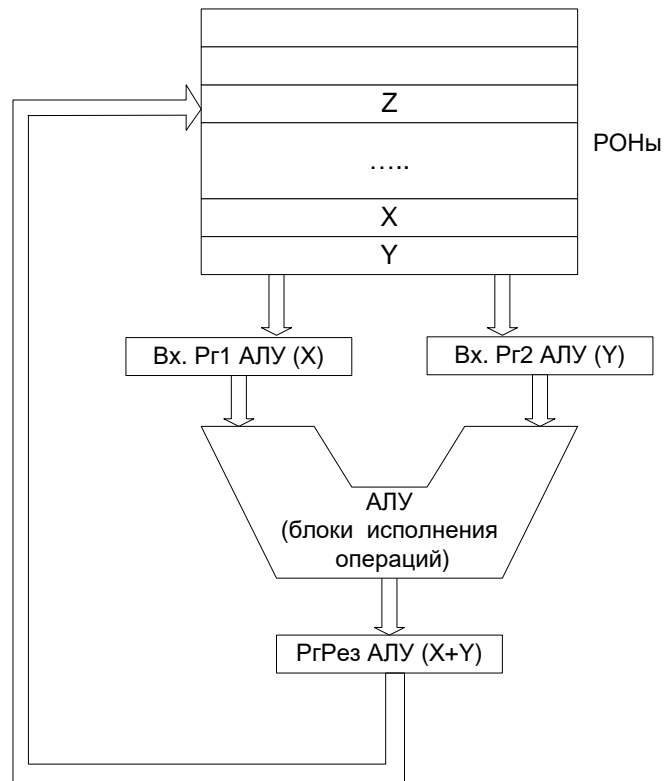 Z
РОНы
.....
X
Y
Вх. Рг1 АЛУ (X)
Вх. Рг2 АЛУ (Y)
АЛУ
(блоки исполнения
операций)
РгРез АЛУ (X+Y)